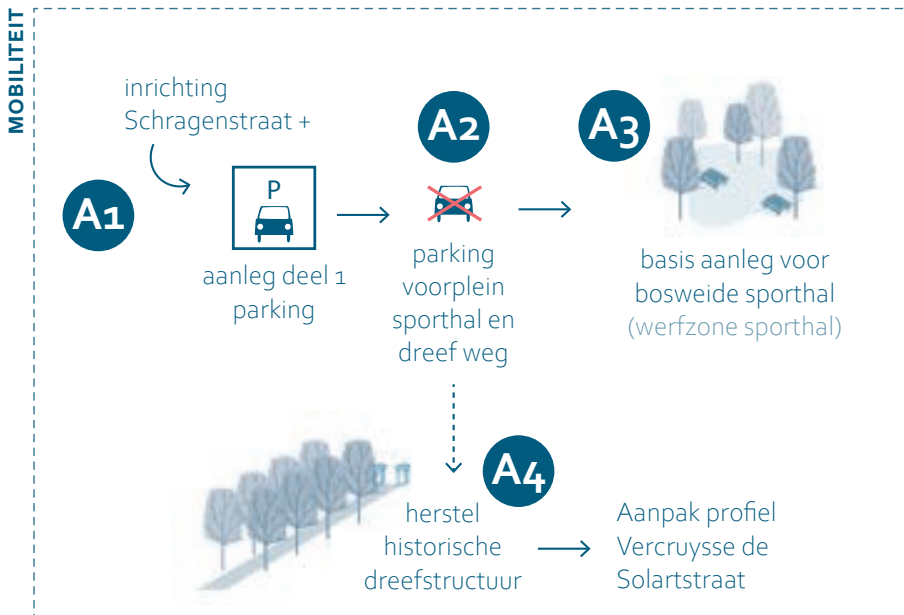 MOBILITEIT
inrichting
Schragenstraat +
A1
P
aanleg deel 1
parking
A2
parking
voorplein
sporthal en
dreef weg
A3
basis aanleg voor
bosweide sporthal
(werfzone sporthal)
A4
herstel
historische
dreefstructuur
Aanpak profiel
Vercruysse de
Solartstraat